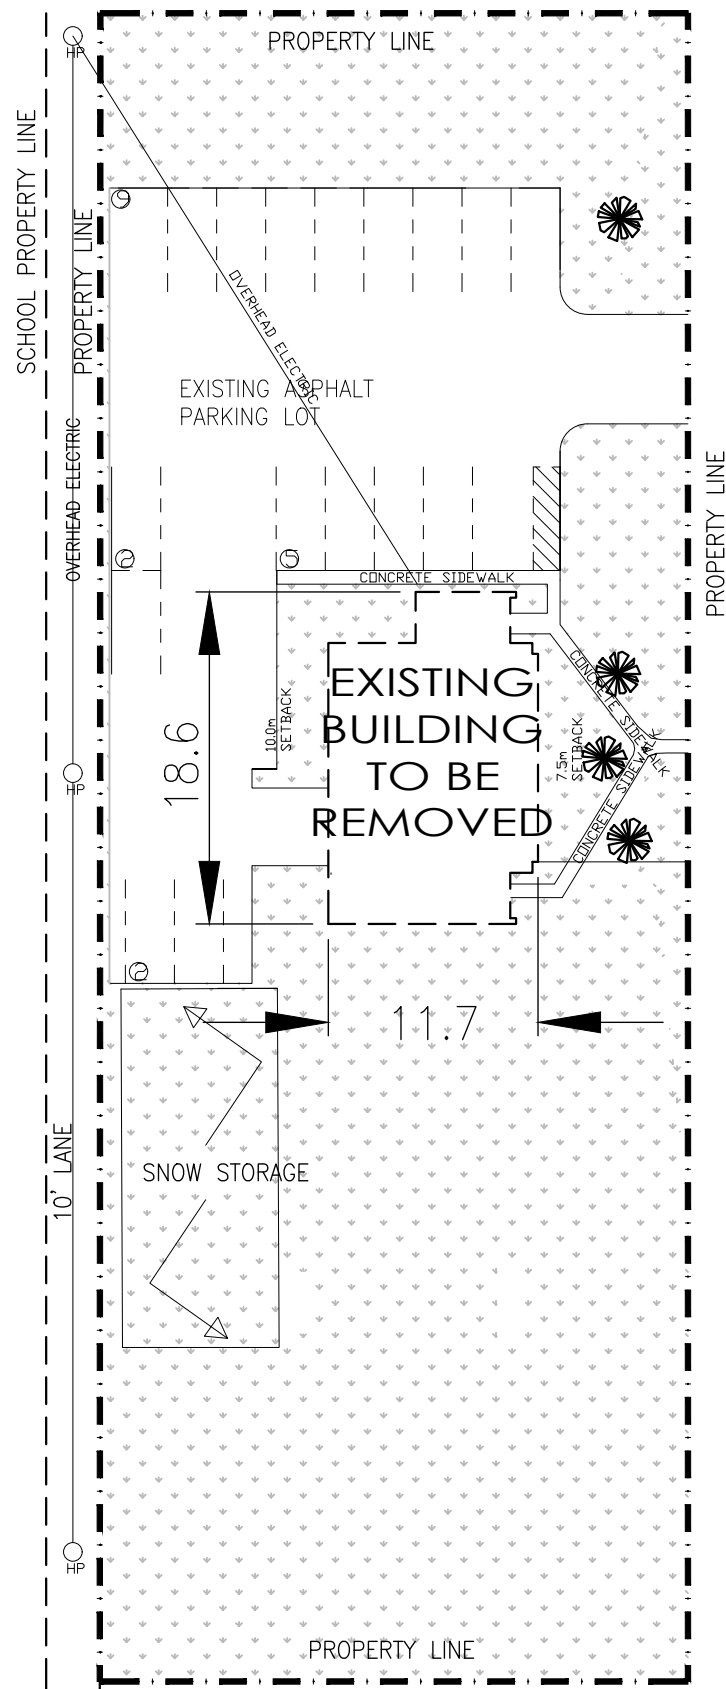 PROPERTY LINE
HP
SCHOOL PROPERTY LINE
PROPERTY LINE
OVERHEAD ELECTRIC
EXISTING ASPHALT
PARKING LOT
OVERHEAD ELECTRIC
PROPERTY LINE
CONCRETE SIDEWALK
18.6
10.0m
SETBACK
EXISTING
BUILDING
TO BE
REMOVED
7.5m
SETBACK
CONCRETE SIDEWALK
CONCRETE SIDEWALK
HP
11.7
10' LANE
SNOW STORAGE
HP
PROPERTY LINE